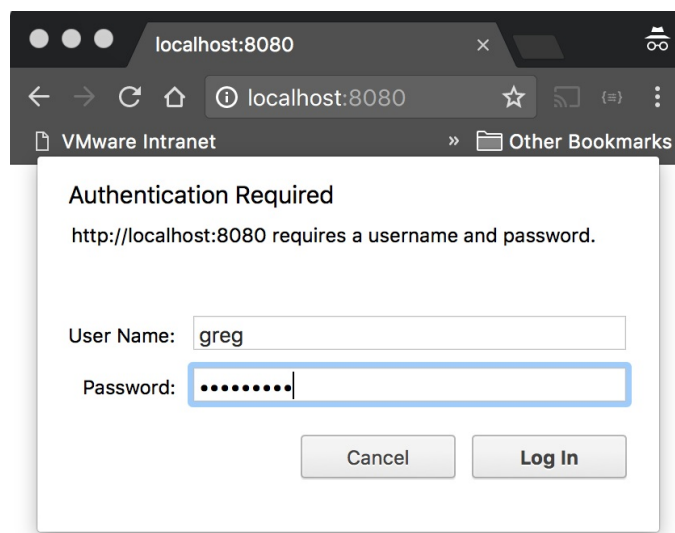 localhost:8080
localhost:8080
VMware Intranet » Other Bookmarks
Authentication Required
http://localhost:8080 requires a username and password.
User Name: greg
Password: •••••••••
Cancel Log In